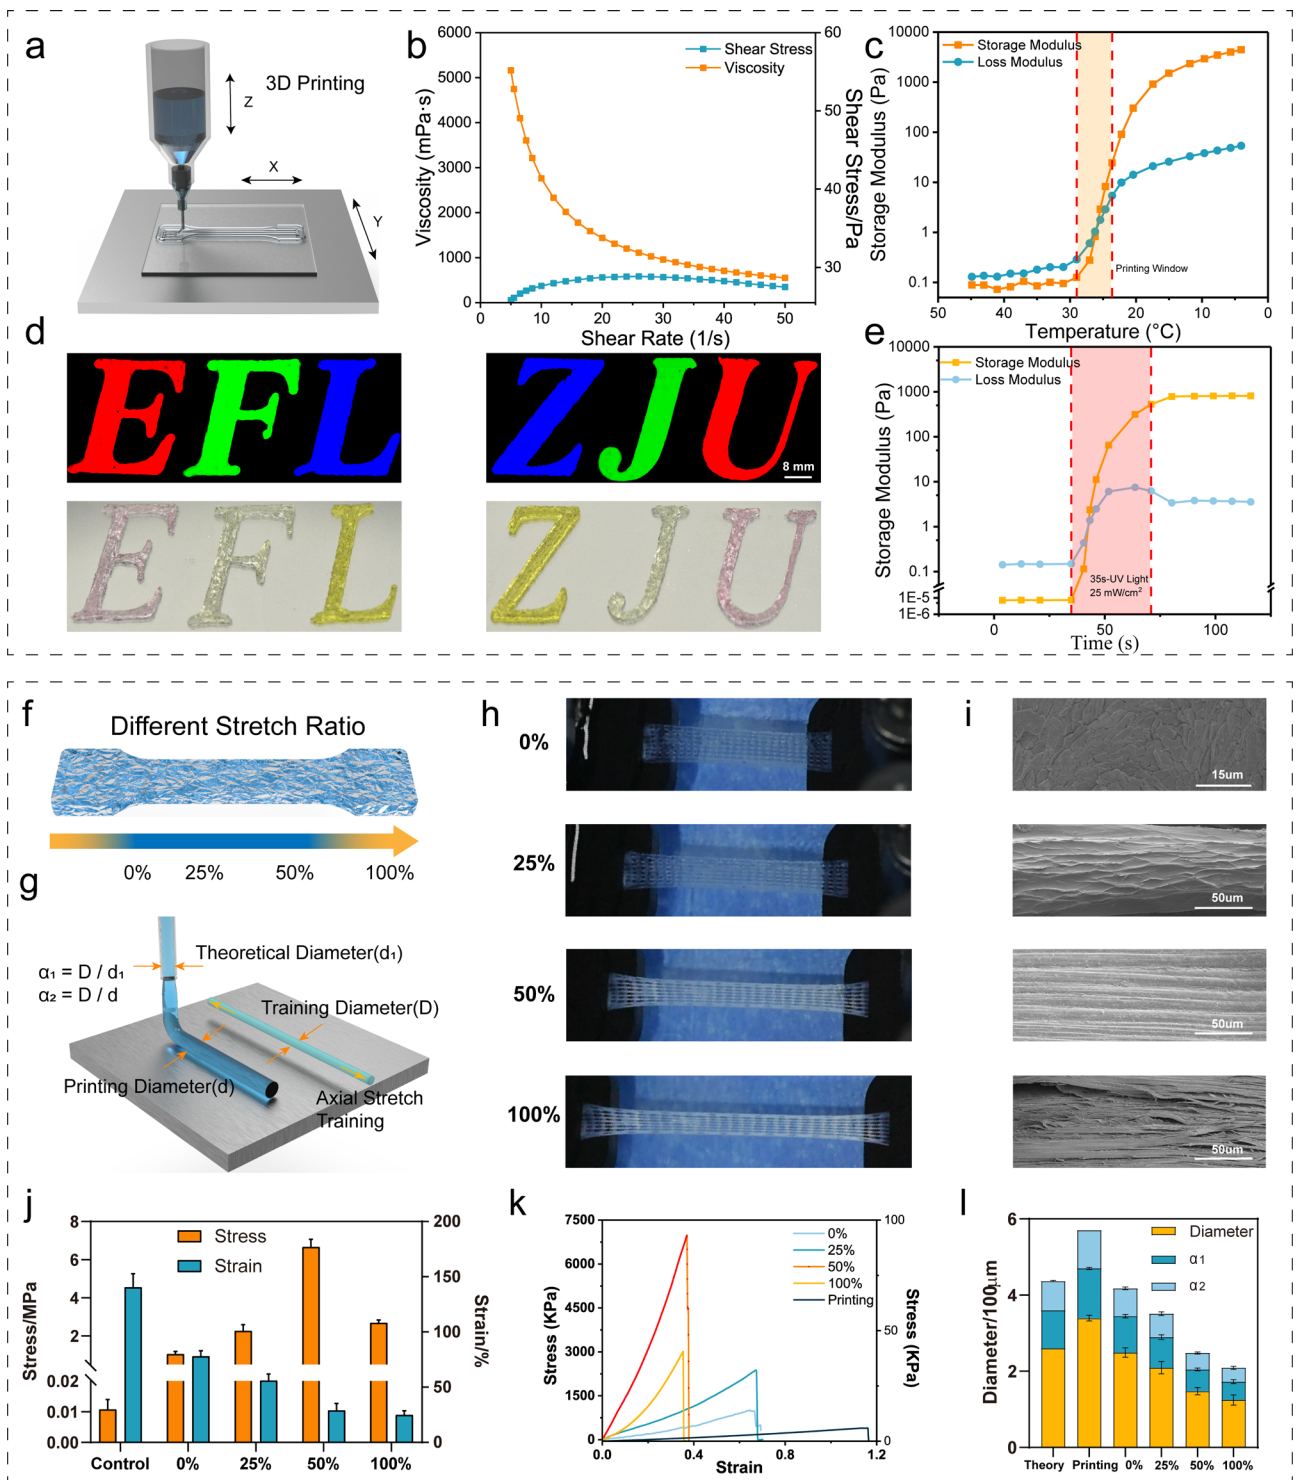 a
3D Printing
Z
X
Y
b
6000
5000
4000
3000
2000
1000
0
Viscosity (mPa·s)
Shear Stress
Viscosity
60
50
40
30
Shear Stress/Pa
0
10
20
30
40
50
Shear Rate (1/s)
c
10000
1000
100
10
1
0.1
Storage Modulus (Pa)
Storage Modulus
Loss Modulus
Printing Window
50
40
30
20
10
0
Temperature (°C)
d
EFL
ZJU
8 mm
EFL
ZJU
e
10000
1000
100
10
1
0.1
1E-5
1E-6
Storage Modulus (Pa)
Storage Modulus
Loss Modulus
35s-UV Light
25 mW/cm²
0
50
100
Time (s)
f
Different Stretch Ratio
0% 25% 50% 100%
g
α₁ = D / d₁
α₂ = D / d
Theoretical Diameter(d₁)
Training Diameter(D)
Printing Diameter(d)
Axial Stretch
Training
h
0%
25%
50%
100%
i
15um
50um
50um
50um
j
8
6
4
2
0.02
0.01
0.00
Stress/MPa
Stress
Strain
200
150
100
50
0
Strain/%
Control 0% 25% 50% 100%
k
7500
6000
4500
3000
1500
0
Stress (KPa)
0%
25%
50%
100%
Printing
100
50
0
Stress (KPa)
0.0 0.4 0.8 1.2
Strain
l
6
4
2
0
Diameter/100μm
Diameter
α₁
α₂
Theory Printing 0% 25% 50% 100%